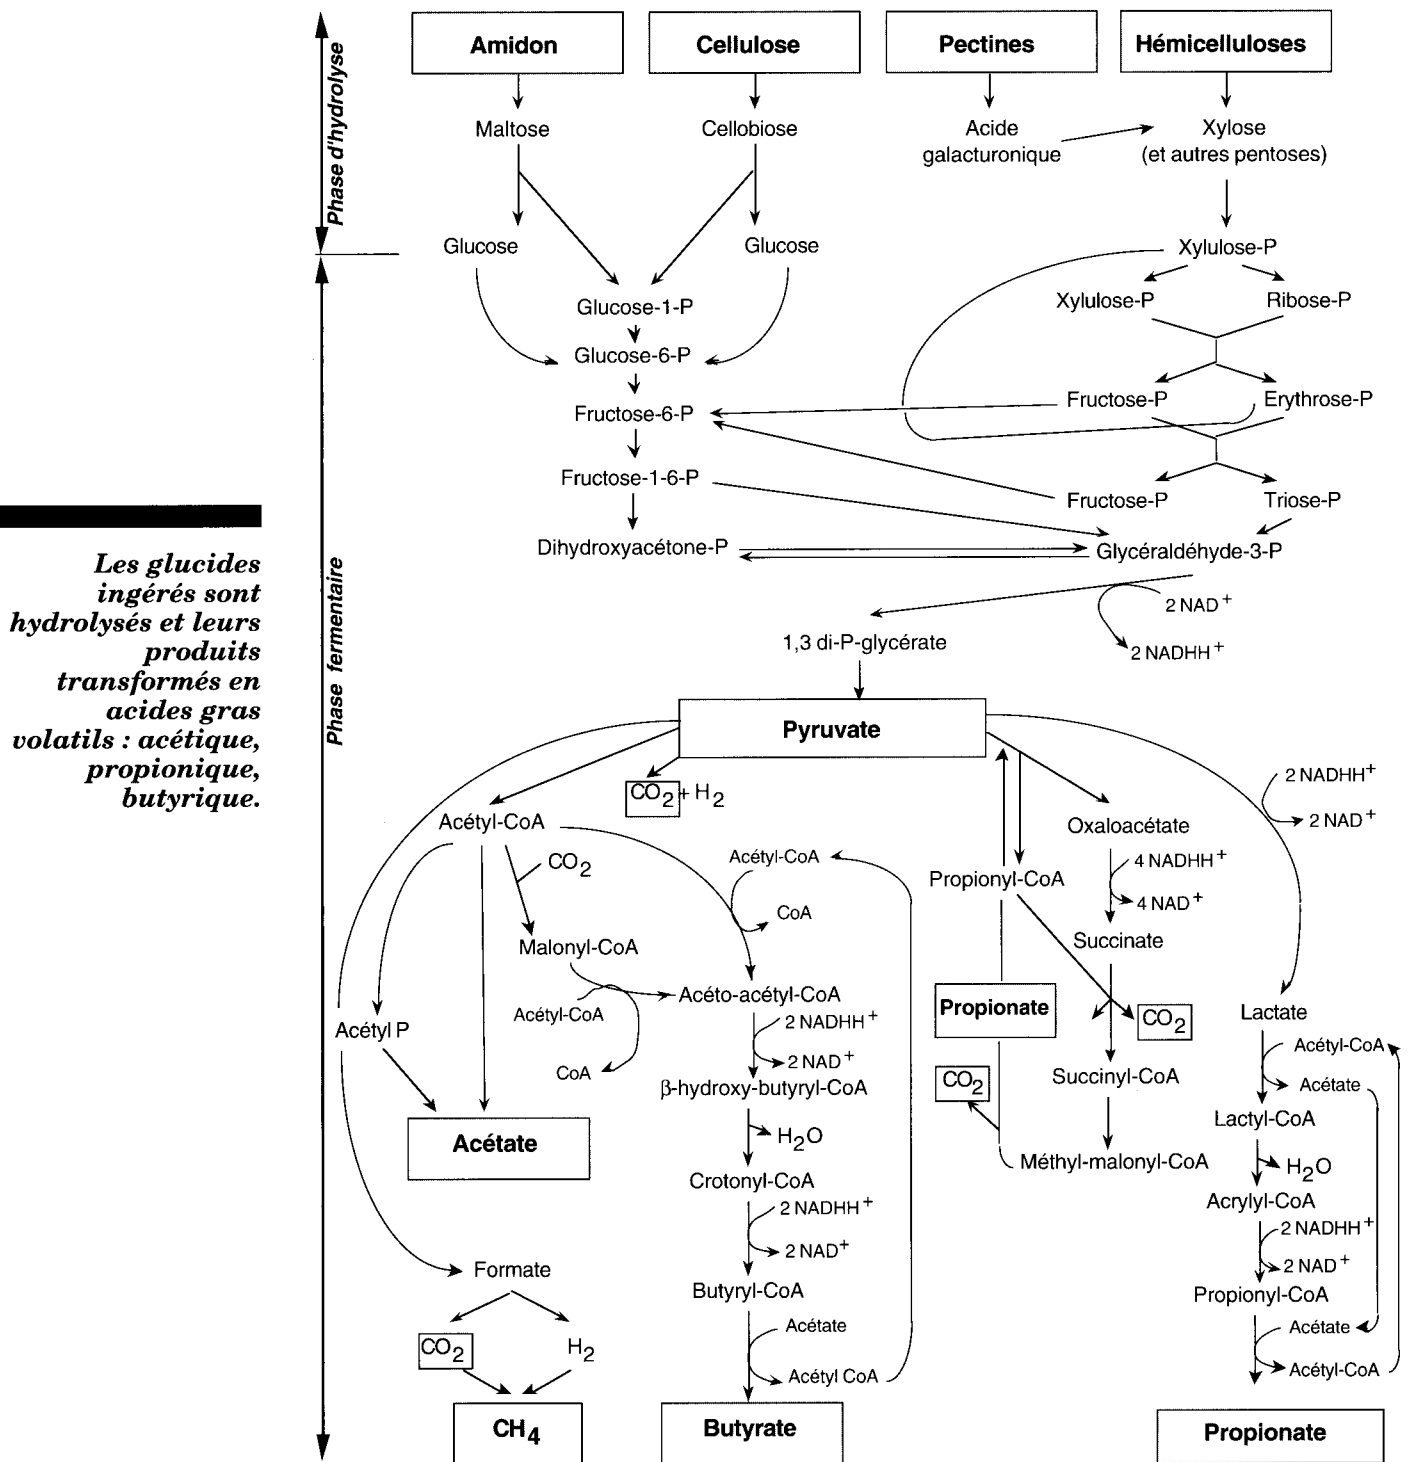 Phase d'hydrolyse
Phase fermentaire
Les glucides
ingérés sont
hydrolysés et leurs
produits
transformés en
acides gras
volatils : acétique,
propionique,
butyrique.
Amidon
Cellulose
Pectines
Hémicelluloses
Maltose
Cellobiose
Acide
galacturonique
Xylose
(et autres pentoses)
Glucose
Glucose
Xylulose-P
Glucose-1-P
Xylulose-P
Ribose-P
Glucose-6-P
Fructose-6-P
Fructose-P
Erythrose-P
Fructose-1-6-P
Fructose-P
Triose-P
Dihydroxyacétone-P
Glycéraldéhyde-3-P
2 NAD+
2 NADHH+
1,3 di-P-glycérate
Pyruvate
CO2 + H2
2 NADHH+
2 NAD+
Acétyl-CoA
Oxaloacétate
CO2
Acétyl-CoA
CoA
Propionyl-CoA
4 NADHH+
4 NAD+
Malonyl-CoA
Succinate
Acétyl-CoA
CoA
Acéto-acétyl-CoA
Propionate
CO2
Lactate
Acétyl P
2 NADHH+
2 NAD+
Acétyl-CoA
Acétate
β-hydroxy-butyryl-CoA
CO2
Succinyl-CoA
Lactyl-CoA
Acétate
H2O
Méthyl-malonyl-CoA
H2O
Crotonyl-CoA
Acrylyl-CoA
2 NADHH+
2 NAD+
2 NADHH+
2 NAD+
Formate
Butyryl-CoA
Propionyl-CoA
CO2
H2
Acétate
Acétyl CoA
Acétate
Acétyl-CoA
CH4
Butyrate
Propionate